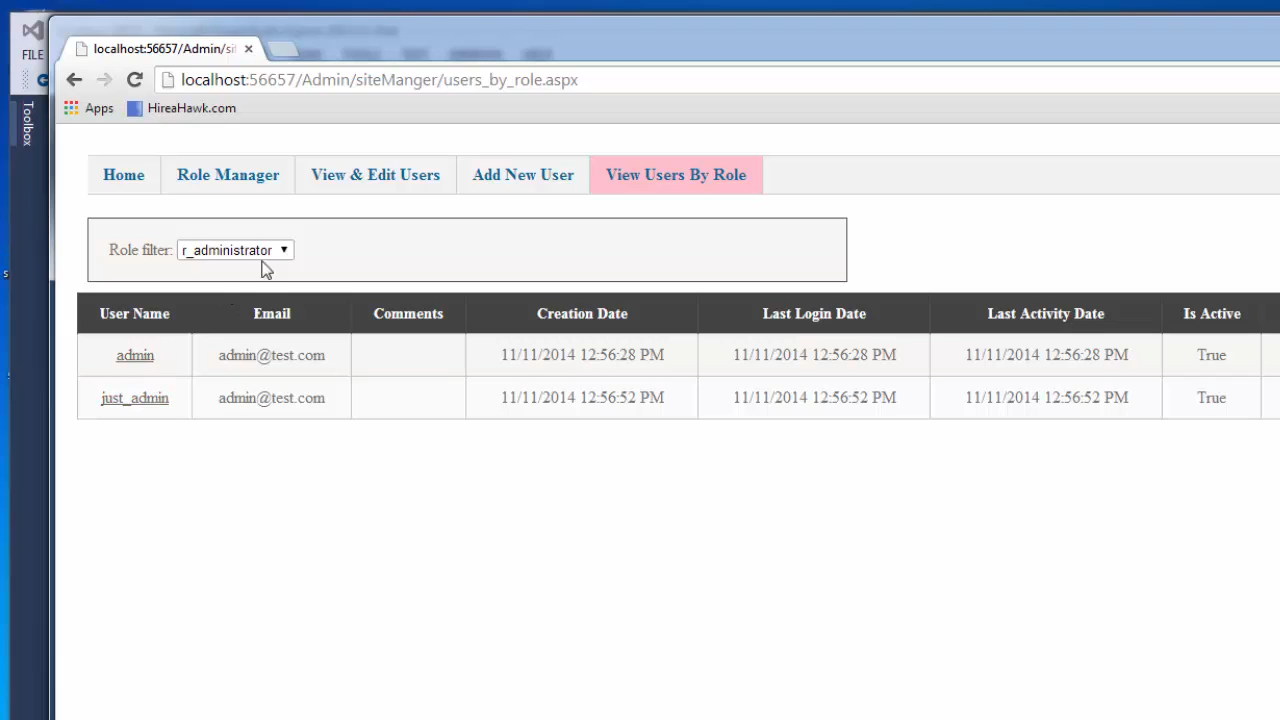 FILE
localhost:56657/Admin/si
localhost:56657/Admin/siteManger/users_by_role.aspx
Apps HireaHawk.com
Toolbox
Home Role Manager View & Edit Users Add New User View Users By Role
Role filter: r_administrator
User Name Email Comments Creation Date Last Login Date Last Activity Date Is Active
admin admin@test.com 11/11/2014 12:56:28 PM 11/11/2014 12:56:28 PM 11/11/2014 12:56:28 PM True
just_admin admin@test.com 11/11/2014 12:56:52 PM 11/11/2014 12:56:52 PM 11/11/2014 12:56:52 PM True